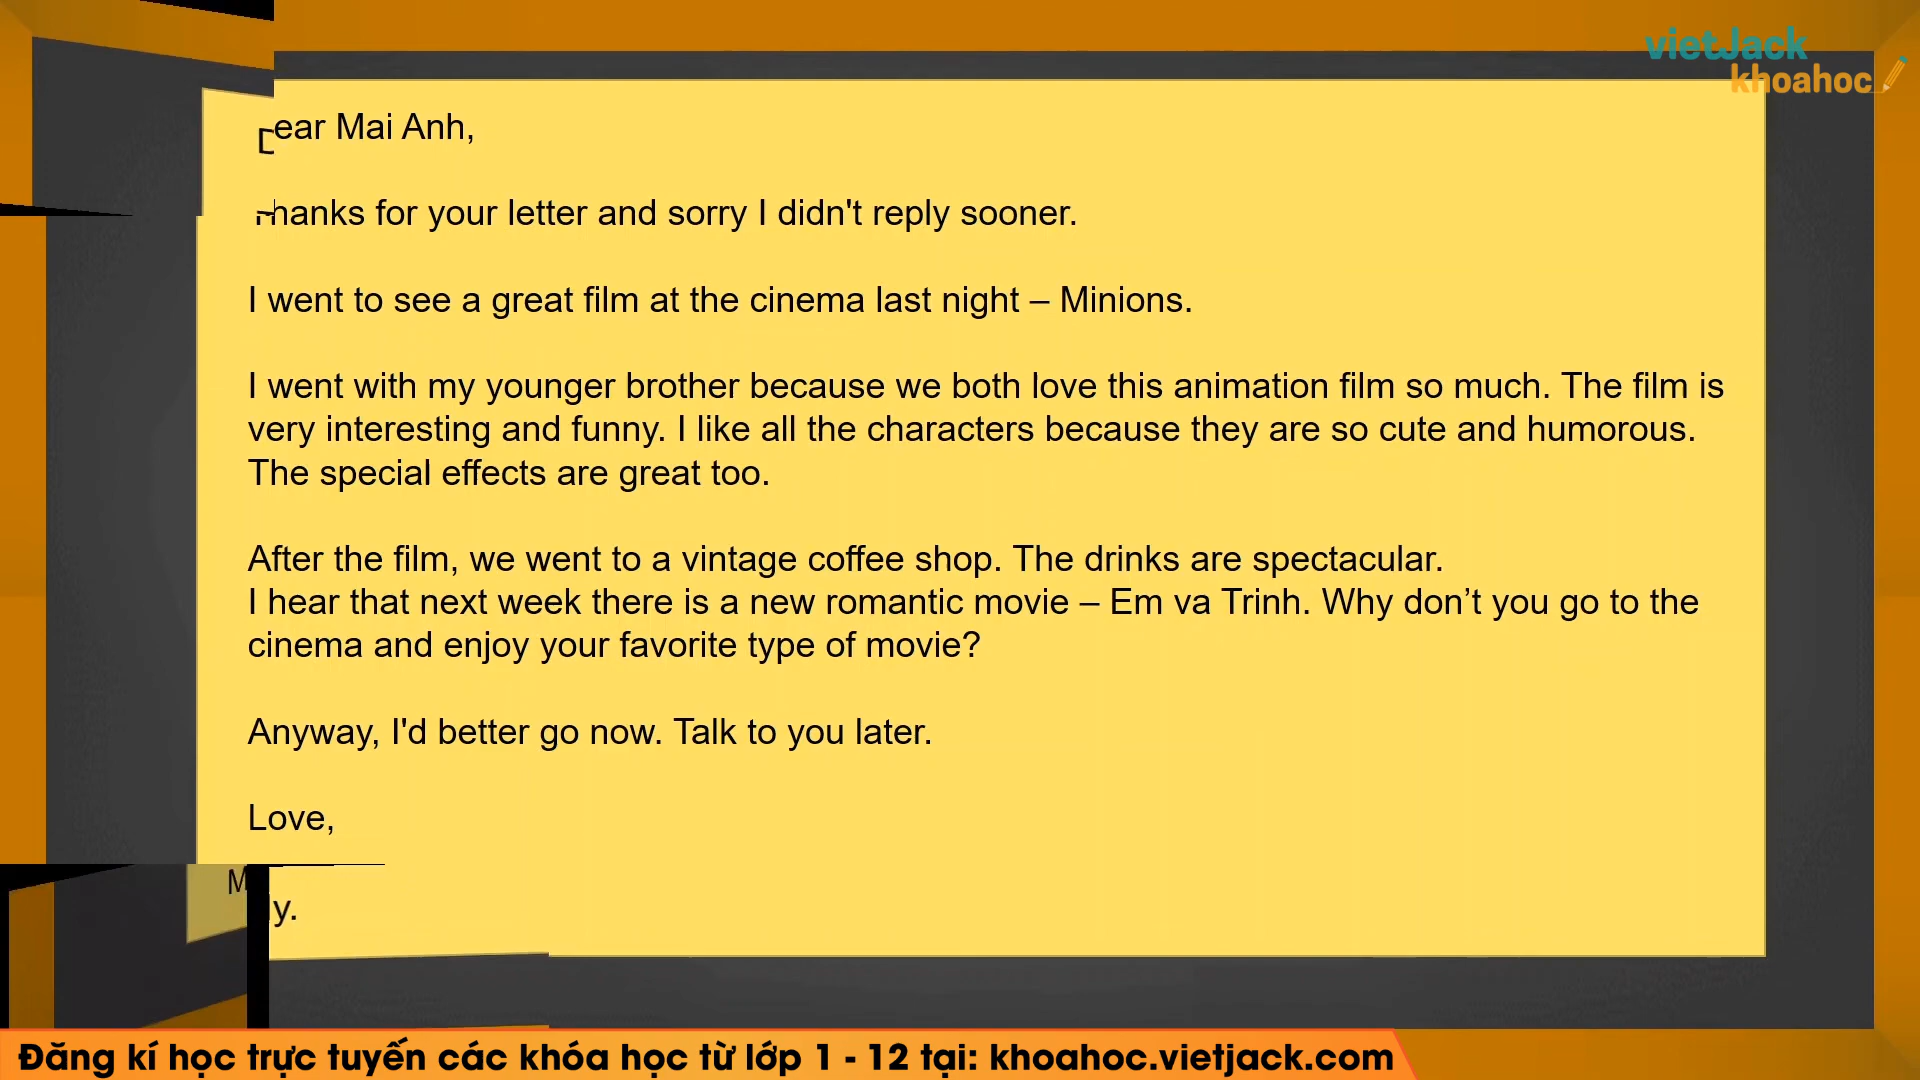 vietJack
khoahoc
Dear Mai Anh,
Thanks for your letter and sorry I didn't reply sooner.
I went to see a great film at the cinema last night – Minions.
I went with my younger brother because we both love this animation film so much. The film is
very interesting and funny. I like all the characters because they are so cute and humorous.
The special effects are great too.
After the film, we went to a vintage coffee shop. The drinks are spectacular.
I hear that next week there is a new romantic movie – Em va Trinh. Why don’t you go to the
cinema and enjoy your favorite type of movie?
Anyway, I'd better go now. Talk to you later.
Love,
Đăng kí học trực tuyến các khóa học từ lớp 1 - 12 tại: khoahoc.vietjack.com